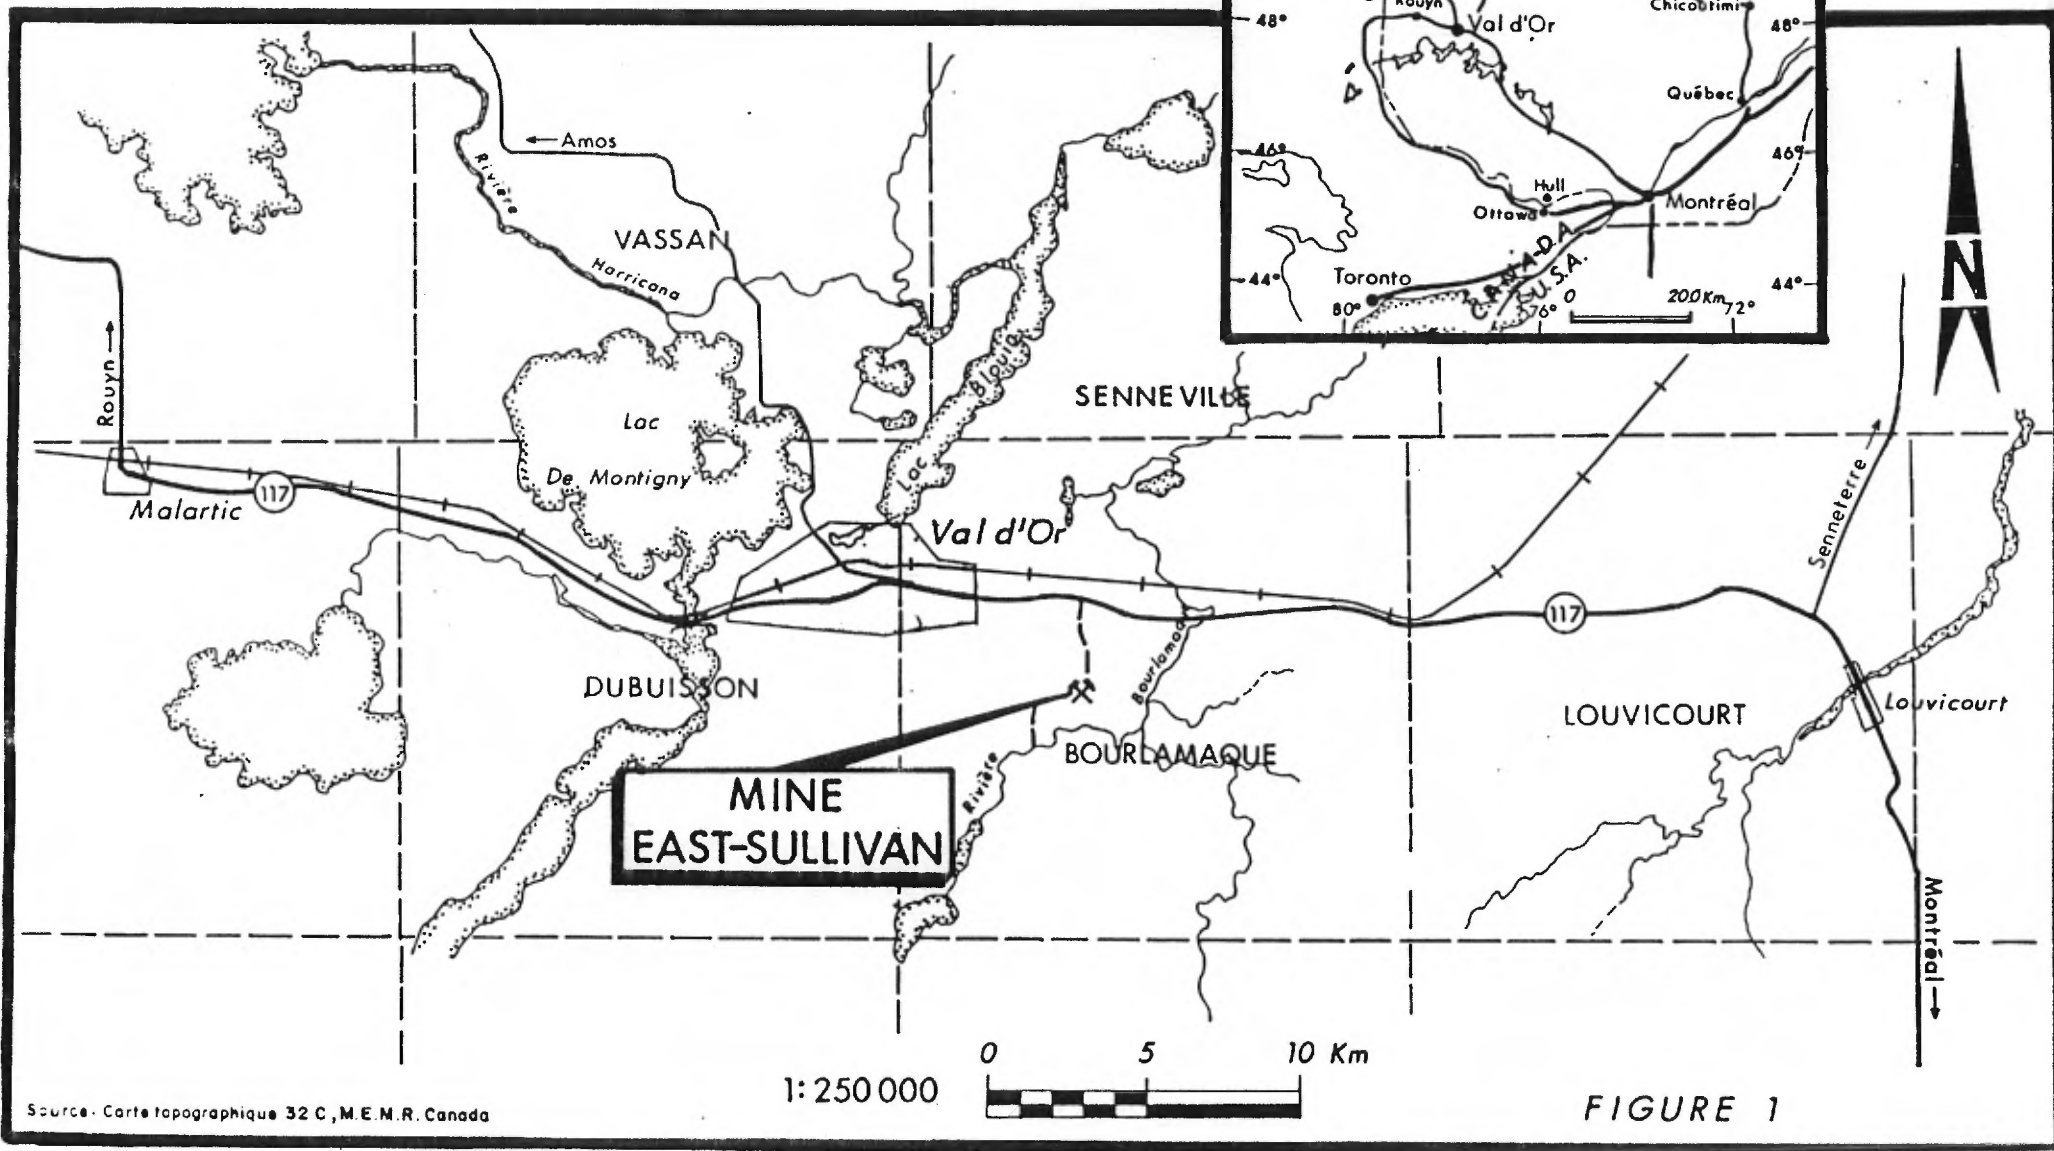 Rouyn
Val d'Or
Chicoutimi
48°
48°
Québec
46°
46°
Hull
Ottawa
Montréal
CANADA
U.S.A.
Toronto
44°
44°
80°
76°
72°
0 200 Km
N
← Amos
Rivière
Harricana
VASSAN
Rouyn →
Lac
De Montigny
Lac Blouin
SENNEVILLE
Senneterre →
117
Malartic
Val d'Or
117
DUBUISSON
Bourlamaque
LOUVICOURT
Louvicourt
BOURLAMAQUE
Rivière
MINE
EAST-SULLIVAN
Montréal →
0 5 10 Km
1:250 000
Source: Carte topographique 32 C, M.E.M.R. Canada
FIGURE 1